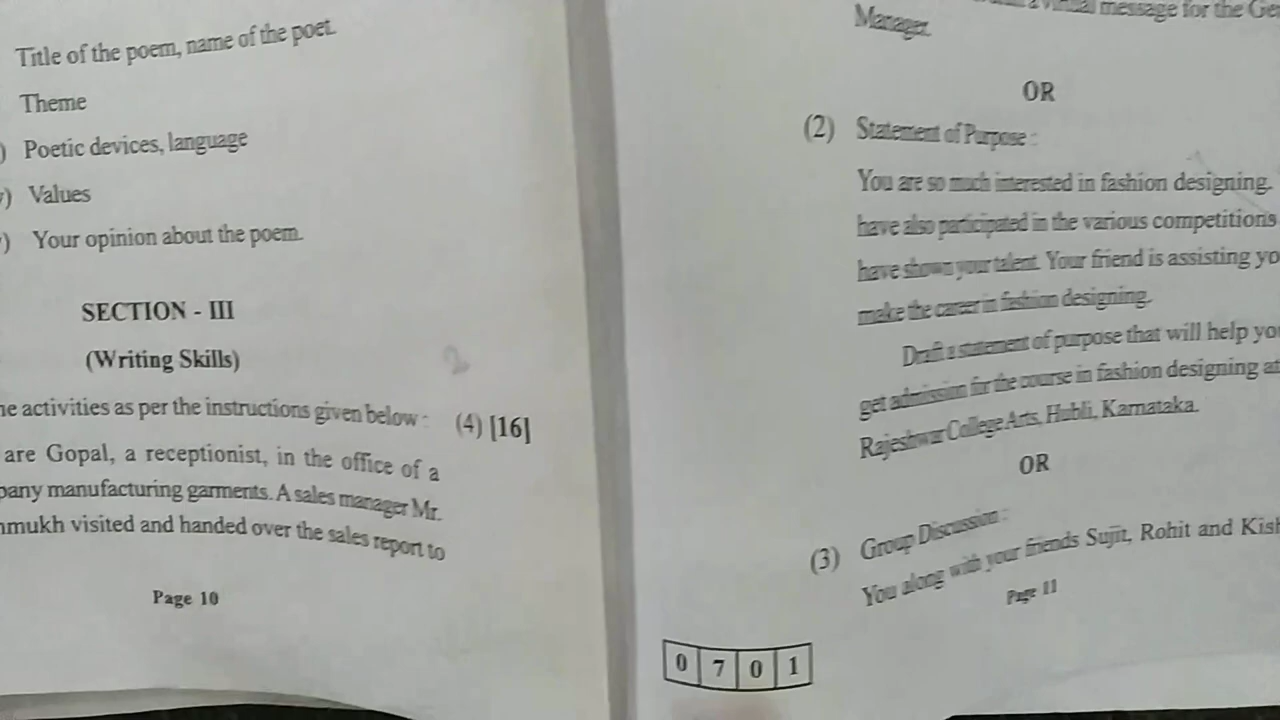 Title of the poem, name of the poet.
Theme
) Poetic devices, language
) Values
) Your opinion about the poem.
SECTION - III
(Writing Skills)
activities as per the instructions given below : (4) [16]
are Gopal, a receptionist, in the office of a
pany manufacturing garments. A sales manager Mr.
mukh visited and handed over the sales report to
Page 10
message for the Ge
Manager.
OR
(2) Statement of Purpose :
You are so much interested in fashion designing.
have also participated in the various competitions
have shown your talent. Your friend is assisting yo
make the career in fashion designing.
Draft a statement of purpose that will help yo
get admission for the course in fashion designing at
Rajeshwar College Arts, Hubli, Karnataka.
OR
(3) Group Discussion :
You along with your friends Sujit, Rohit and Kish
Page 11
0 7 0 1